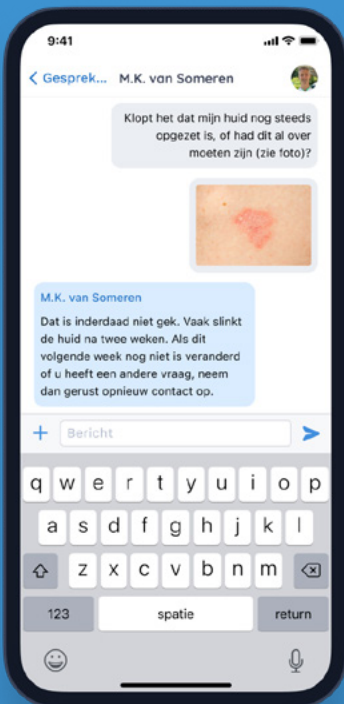 9:41
Gesprek... M.K. van Someren
Klopt het dat mijn huid nog steeds
opgezet is, of had dit al over
moeten zijn (zie foto)?
M.K. van Someren
Dat is inderdaad niet gek. Vaak slinkt
de huid na twee weken. Als dit
volgende week nog niet is veranderd
of u heeft een andere vraag, neem
dan gerust opnieuw contact op.
Bericht
q w e r t y u i o p
a s d f g h j k l
z x c v b n m
123 spatie return